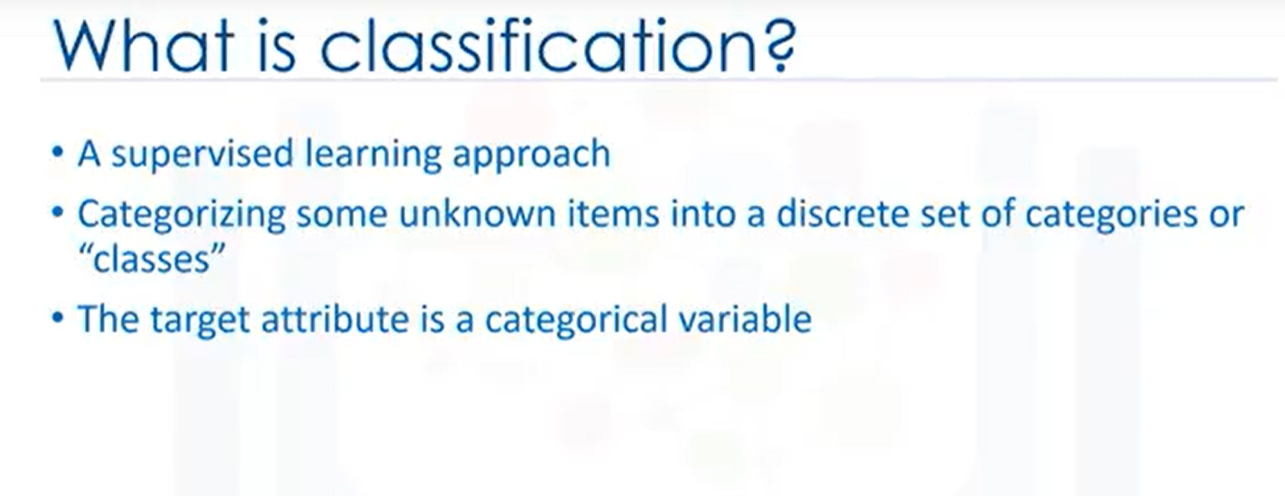 What is classification?
• A supervised learning approach
• Categorizing some unknown items into a discrete set of categories or
“classes”
• The target attribute is a categorical variable